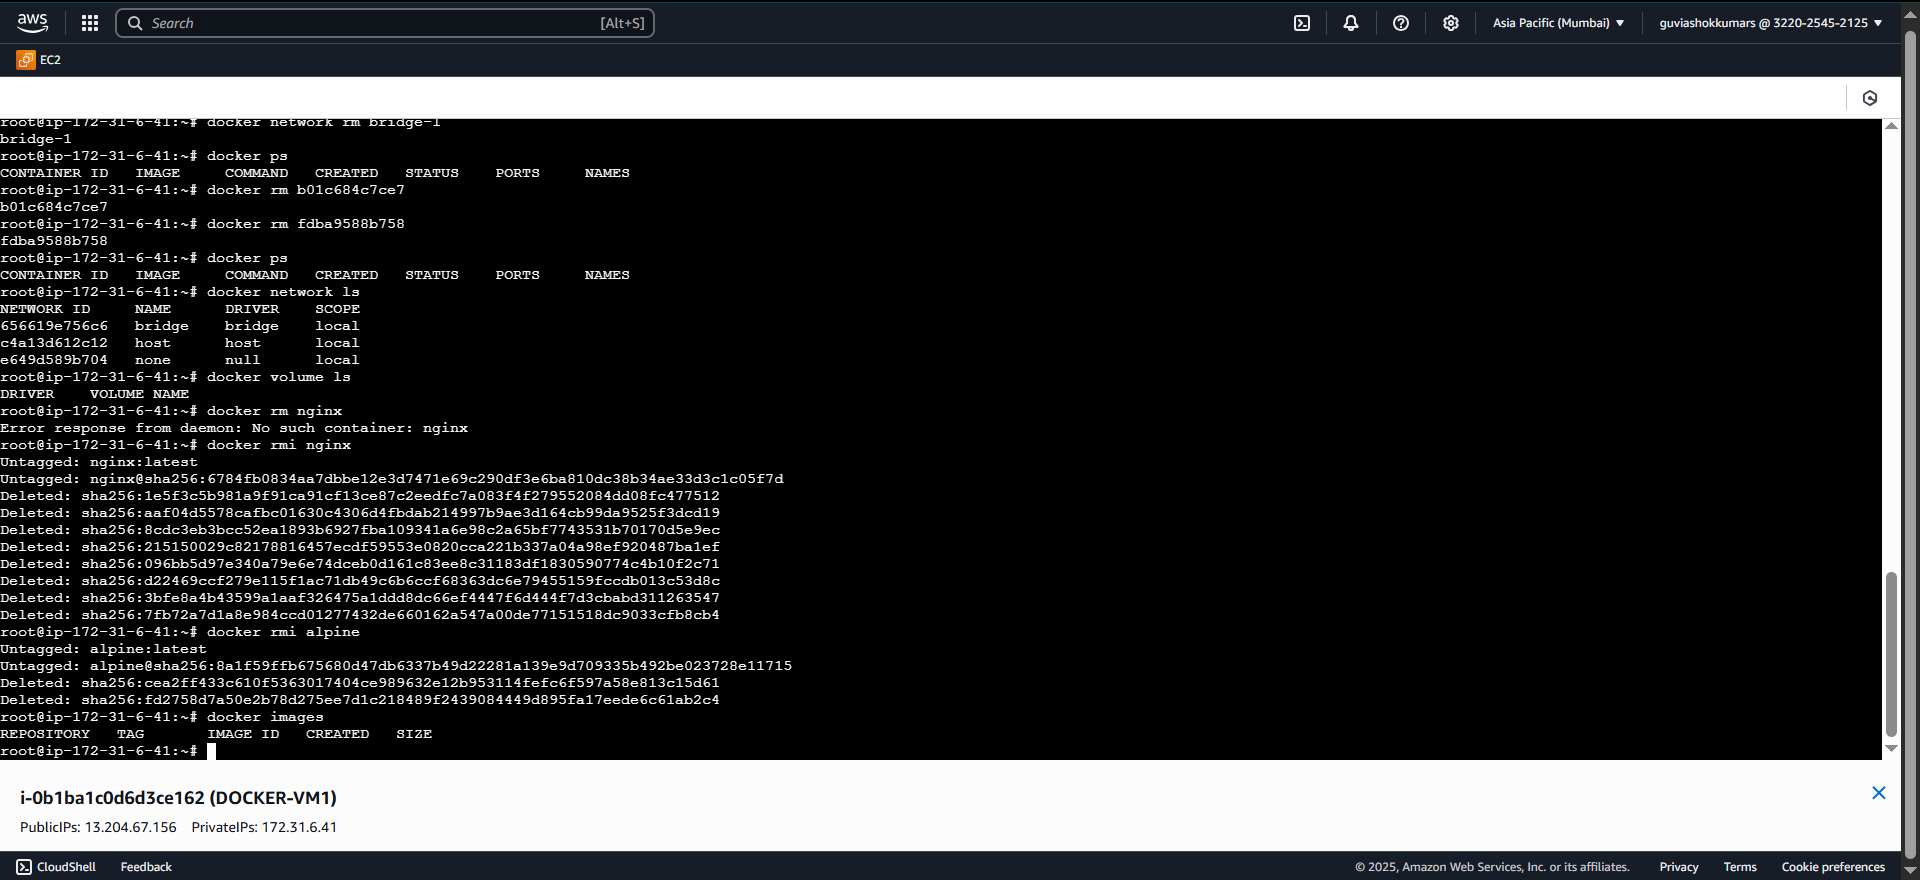 aws
Search [Alt+S]
Asia Pacific (Mumbai)
guviashokkumars @ 3220-2545-2125
EC2
root@ip-172-31-6-41:~# docker network rm bridge-1
bridge-1
root@ip-172-31-6-41:~# docker ps
CONTAINER ID   IMAGE     COMMAND   CREATED   STATUS    PORTS     NAMES
root@ip-172-31-6-41:~# docker rm b01c684c7ce7
b01c684c7ce7
root@ip-172-31-6-41:~# docker rm fdba9588b758
fdba9588b758
root@ip-172-31-6-41:~# docker ps
CONTAINER ID   IMAGE     COMMAND   CREATED   STATUS    PORTS     NAMES
root@ip-172-31-6-41:~# docker network ls
NETWORK ID     NAME      DRIVER    SCOPE
656619e756c6   bridge    bridge    local
c4a13d612c12   host      host      local
e649d589b704   none      null      local
root@ip-172-31-6-41:~# docker volume ls
DRIVER    VOLUME NAME
root@ip-172-31-6-41:~# docker rm nginx
Error response from daemon: No such container: nginx
root@ip-172-31-6-41:~# docker rmi nginx
Untagged: nginx:latest
Untagged: nginx@sha256:6784fb0834aa7dbbe12e3d7471e69c290df3e6ba810dc38b34ae33d3c1c05f7d
Deleted: sha256:1e5f3c5b981a9f91ca91cf13ce87c2eedfc7a083f4f279552084dd08fc477512
Deleted: sha256:aaf04d5578cafbc01630c4306d4fbdab214997b9ae3d164cb99da9525f3dcd19
Deleted: sha256:8cdc3eb3bcc52ea1893b6927fba109341a6e98c2a65bf7743531b70170d5e9ec
Deleted: sha256:215150029c82178816457ecdf59553e0820cca221b337a04a98ef920487ba1ef
Deleted: sha256:096bb5d97e340a79e6e74dceb0d161c83ee8c31183df1830590774c4b10f2c71
Deleted: sha256:d22469ccf279e115f1ac71db49c6b6ccf68363dc6e79455159fccdb013c53d8c
Deleted: sha256:3bfe8a4b43599a1aaf326475a1ddd8dc66ef4447f6d444f7d3cbabd311263547
Deleted: sha256:7fb72a7d1a8e984ccd01277432de660162a547a00de77151518dc9033cfb8cb4
root@ip-172-31-6-41:~# docker rmi alpine
Untagged: alpine:latest
Untagged: alpine@sha256:8a1f59ffb675680d47db6337b49d22281a139e9d709335b492be023728e11715
Deleted: sha256:cea2ff433c610f5363017404ce989632e12b953114fefc6f597a58e813c15d61
Deleted: sha256:fd2758d7a50e2b78d275ee7d1c218489f2439084449d895fa17eede6c61ab2c4
root@ip-172-31-6-41:~# docker images
REPOSITORY   TAG       IMAGE ID   CREATED   SIZE
root@ip-172-31-6-41:~#
i-0b1ba1c0d6d3ce162 (DOCKER-VM1)
PublicIPs: 13.204.67.156 PrivateIPs: 172.31.6.41
CloudShell Feedback © 2025, Amazon Web Services, Inc. or its affiliates. Privacy Terms Cookie preferences